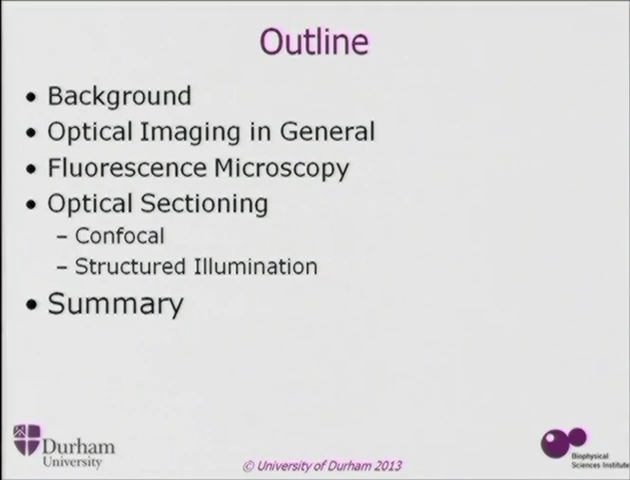 Outline
• Background
• Optical Imaging in General
• Fluorescence Microscopy
• Optical Sectioning
– Confocal
– Structured Illumination
• Summary
Durham
University
© University of Durham 2013
Biophysical
Sciences Institute